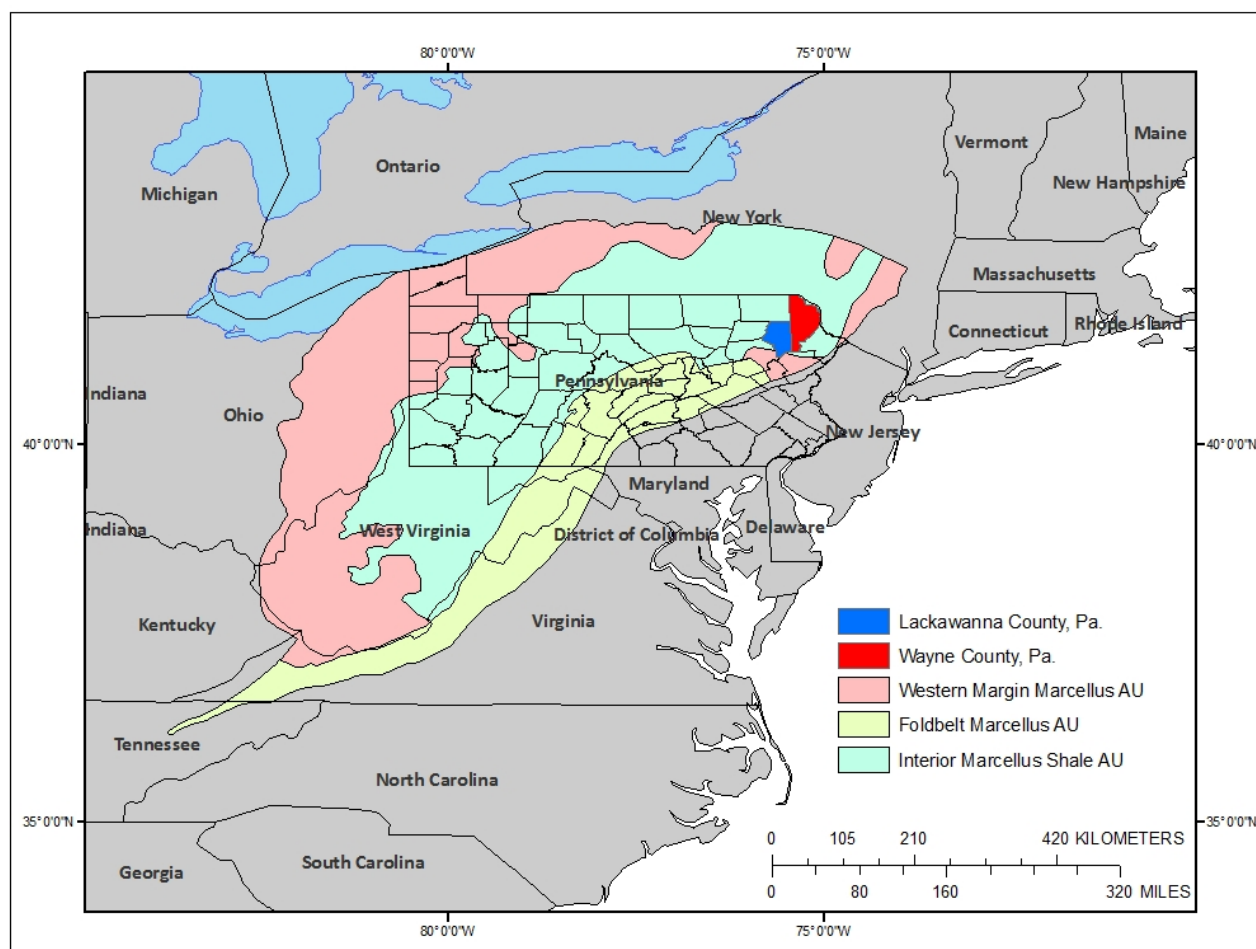 80°0'0"W 75°0'0"W
Maine
Vermont
Ontario
New Hampshire
Michigan
New York
Massachusetts
Connecticut Rhode Island
Pennsylvania
Indiana
Ohio
New Jersey
40°0'0"N 40°0'0"N
Maryland
Indiana West Virginia District of Columbia Delaware
Kentucky Virginia
Lackawanna County, Pa.
Wayne County, Pa.
Western Margin Marcellus AU
Foldbelt Marcellus AU
Interior Marcellus Shale AU
Tennessee
North Carolina
35°0'0"N 35°0'0"N
0 105 210 420 KILOMETERS
South Carolina
Georgia
0 80 160 320 MILES
80°0'0"W 75°0'0"W